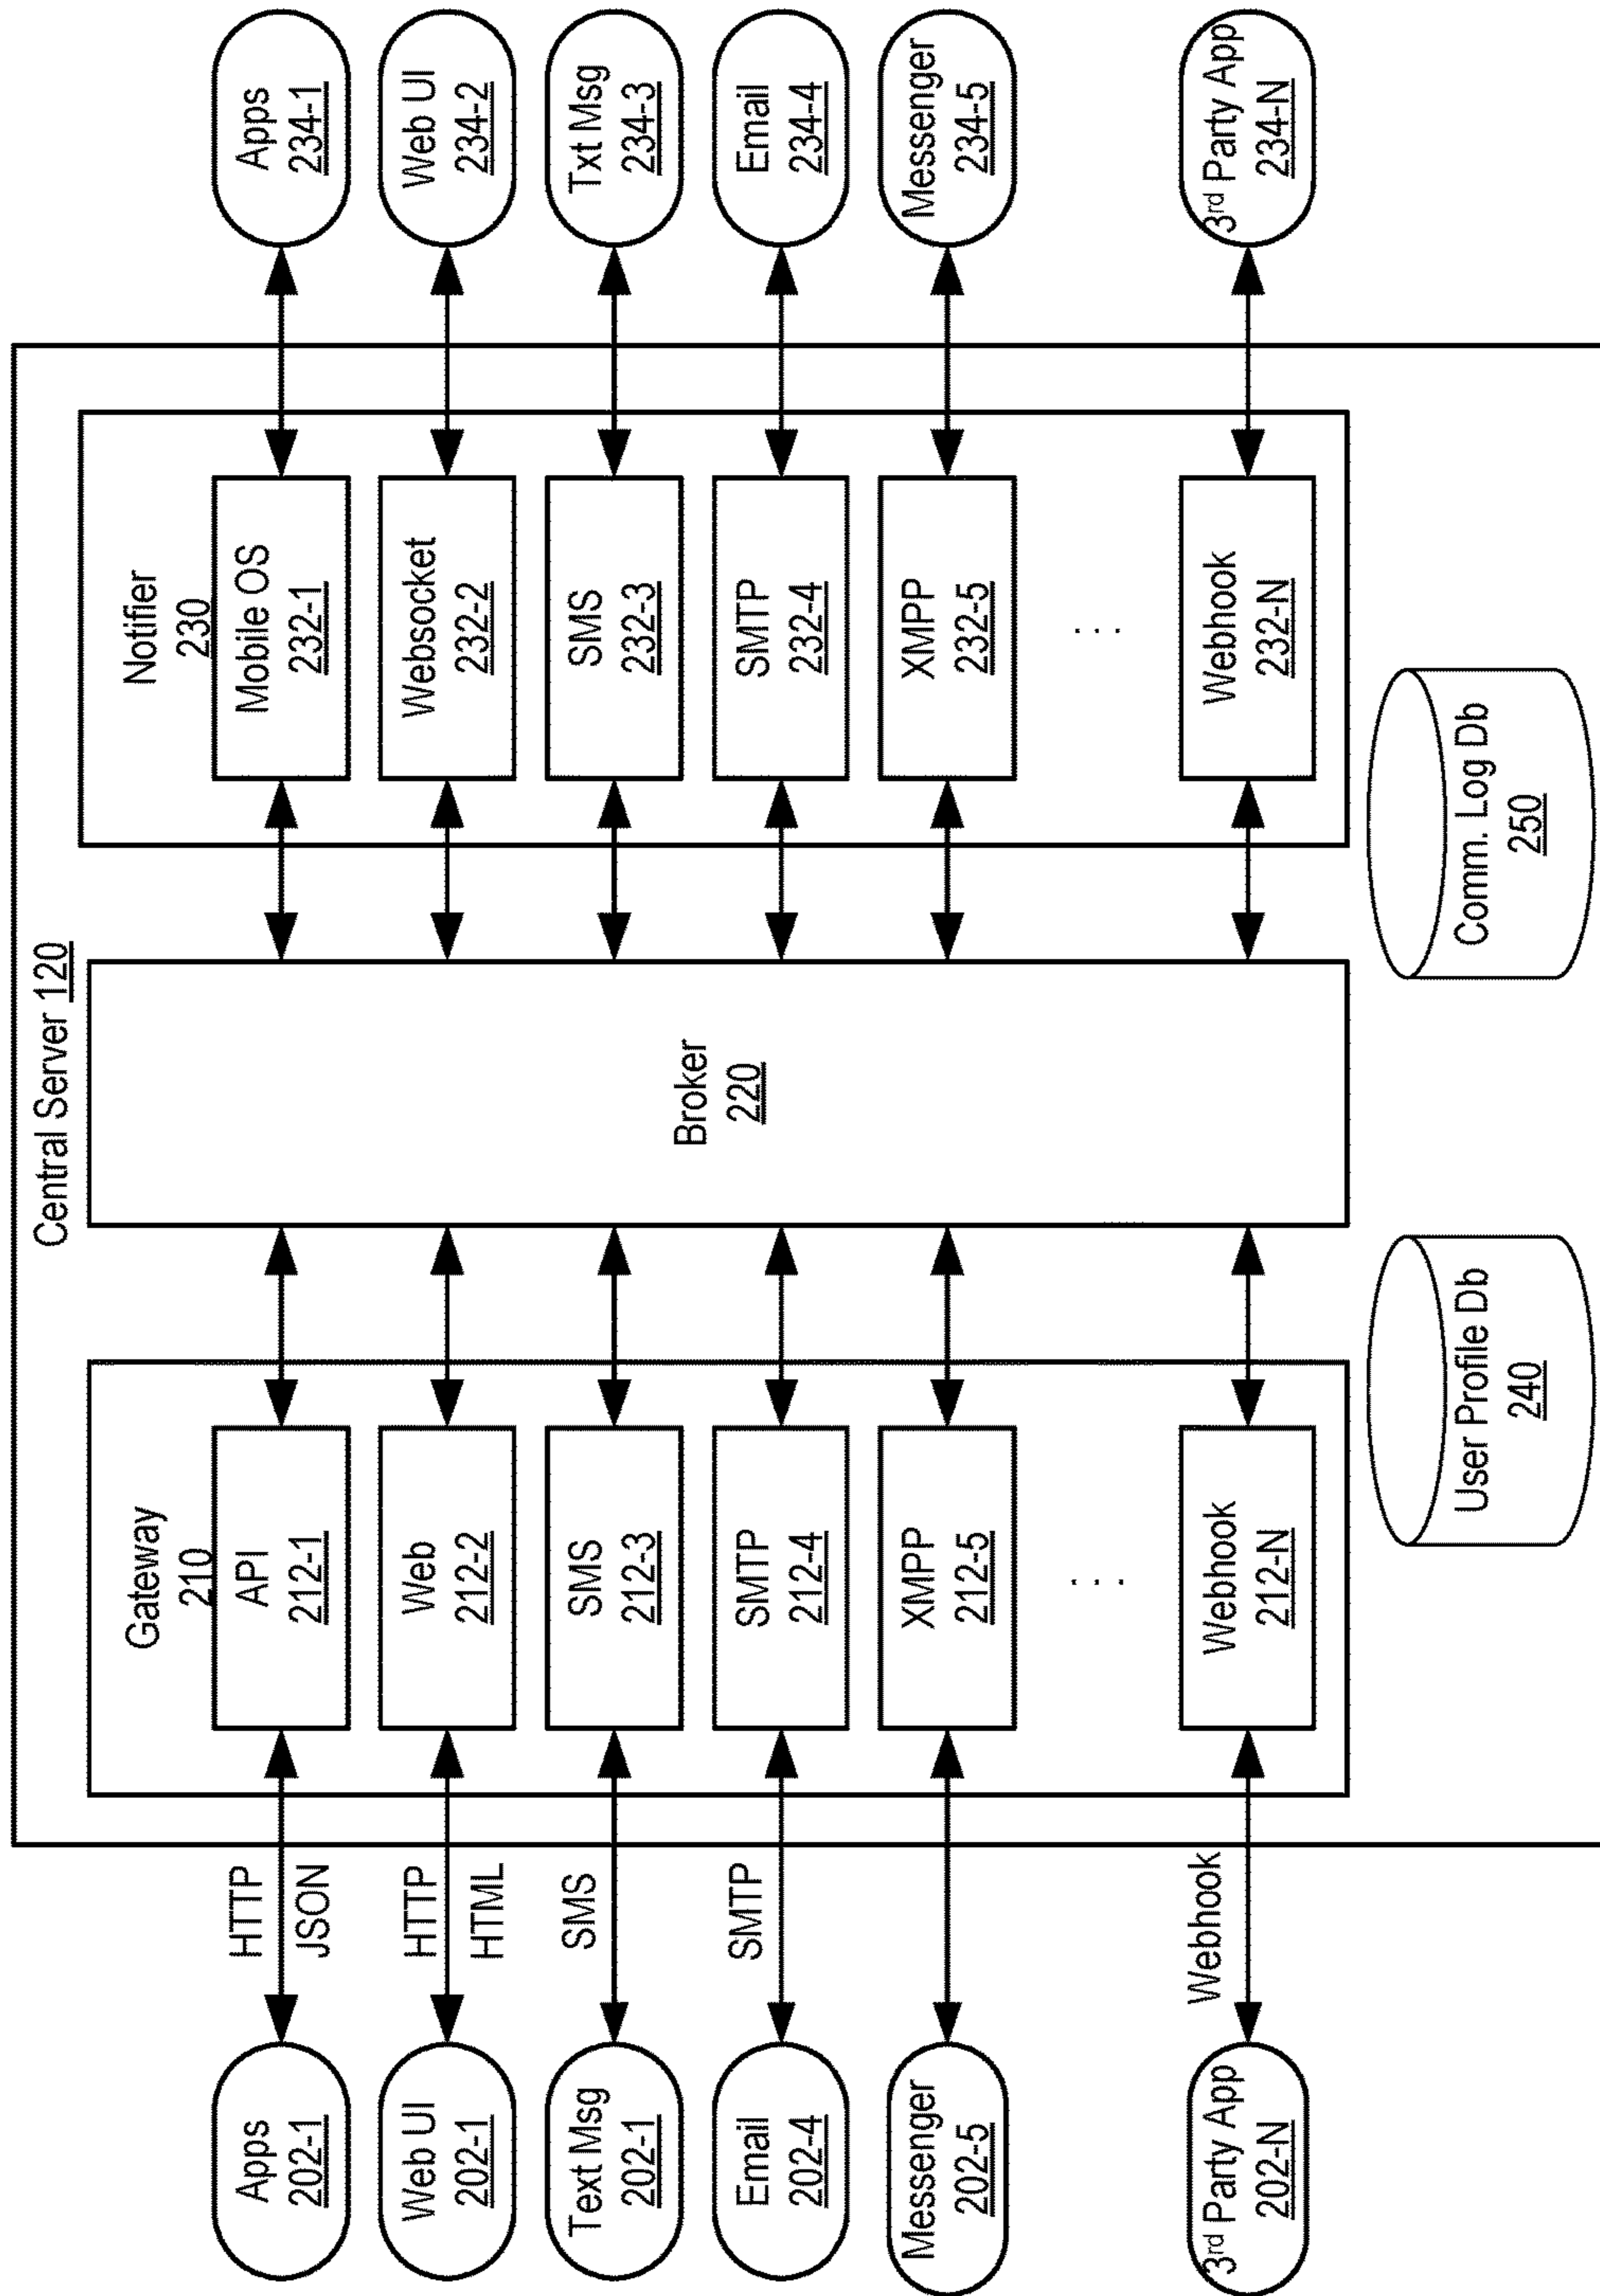 Central Server 120
Apps
202-1
HTTP
JSON
Gateway
210
API
212-1
Broker
220
Notifier
230
Mobile OS
232-1
Apps
234-1
Web UI
202-1
HTTP
HTML
Web
212-2
Websocket
232-2
Web UI
234-2
Text Msg
202-1
SMS
SMS
212-3
SMS
232-3
Txt Msg
234-3
Email
202-4
SMTP
SMTP
212-4
SMTP
232-4
Email
234-4
Messenger
202-5
XMPP
212-5
XMPP
232-5
Messenger
234-5
. . .
. . .
3rd Party App
202-N
Webhook
Webhook
212-N
Webhook
232-N
3rd Party App
234-N
User Profile Db
240
Comm. Log Db
250